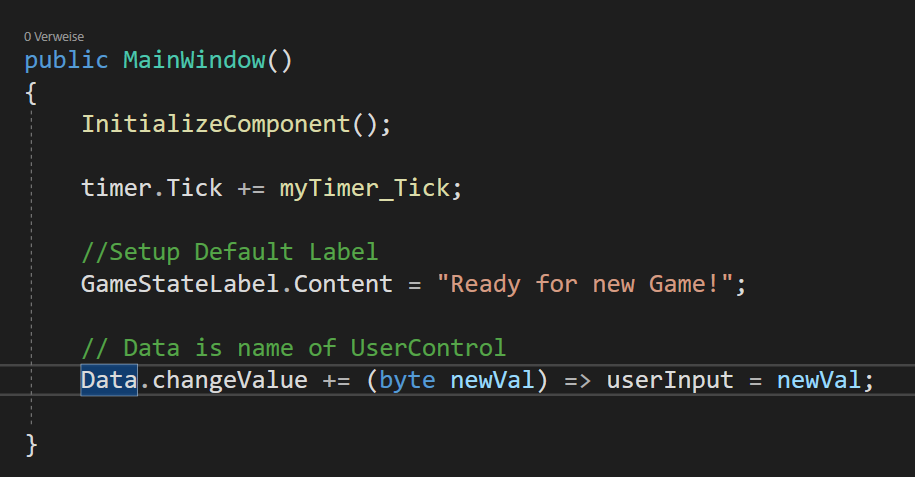 0 Verweise
public MainWindow()
{
InitializeComponent();
timer.Tick += myTimer_Tick;
//Setup Default Label
GameStateLabel.Content = "Ready for new Game!";
// Data is name of UserControl
Data.changeValue += (byte newVal) => userInput = newVal;
}